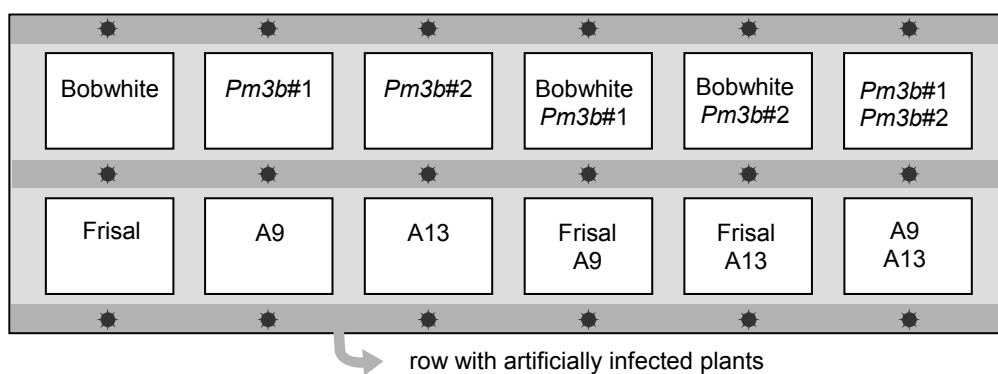 Bobwhite
Pm3b#1
Pm3b#2
Bobwhite
Pm3b#1
Bobwhite
Pm3b#2
Pm3b#1
Pm3b#2
Frisal
A9
A13
Frisal
A9
Frisal
A13
A9
A13
row with artificially infected plants